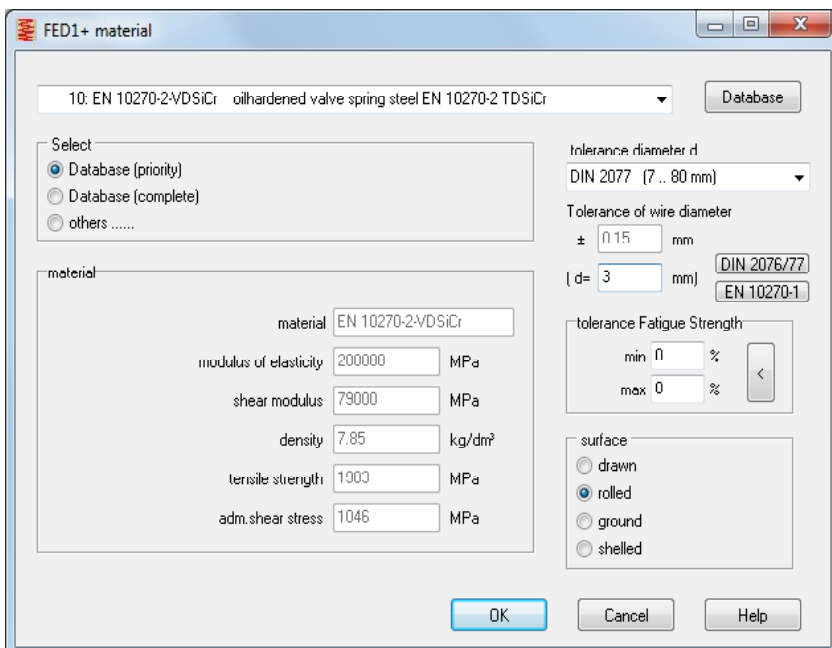 FED1+ material
10: EN 10270-2-VDSiCr oilhardened valve spring steel EN 10270-2 TDSiCr
Database
Select
Database (priority)
Database (complete)
others ......
tolerance diameter d
DIN 2077 (7 .. 80 mm)
Tolerance of wire diameter
± 0.15 mm
( d= 3 mm)
DIN 2076/77
EN 10270-1
material
material EN 10270-2-VDSiCr
modulus of elasticity 200000 MPa
shear modulus 79000 MPa
density 7.85 kg/dm³
tensile strength 1903 MPa
adm.shear stress 1046 MPa
tolerance Fatigue Strength
min 0 %
max 0 %
<
surface
drawn
rolled
ground
shelled
OK
Cancel
Help